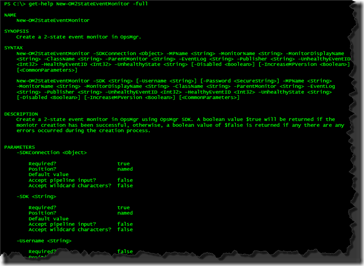 PS C:\> get-help New-OM2StateEventMonitor -full
NAME
New-OM2StateEventMonitor
SYNOPSIS
Create a 2-state event monitor in OpsMgr.
SYNTAX
New-OM2StateEventMonitor -SDKConnection <Object> -MPName <String> -MonitorName <String> -MonitorDisplayName
<String> -ClassName <String> -ParentMonitor <String> -EventLog <String> -Publisher <String> -UnhealthyEventID
<Int32> -HealthyEventID <Int32> -UnhealthyState <String> [-Disabled <Boolean>] [-IncreaseMPVersion <Boolean>]
[<CommonParameters>]
New-OM2StateEventMonitor -SDK <String> [-Username <String>] [-Password <SecureString>] -MPName <String>
-MonitorName <String> -MonitorDisplayName <String> -ClassName <String> -ParentMonitor <String> -EventLog
<String> -Publisher <String> -UnhealthyEventID <Int32> -HealthyEventID <Int32> -UnhealthyState <String>
[-Disabled <Boolean>] [-IncreaseMPVersion <Boolean>] [<CommonParameters>]
DESCRIPTION
Create a 2-state event monitor in OpsMgr using OpsMgr SDK. A boolean value $true will be returned if the
monitor creation has been successful, otherwise, a boolean value of $false is returned if any there are any
errors occurred during the creation process.
PARAMETERS
-SDKConnection <Object>
Required? true
Position? named
Default value
Accept pipeline input? false
Accept wildcard characters? false
-SDK <String>
Required? true
Position? named
Default value
Accept pipeline input? false
Accept wildcard characters? false
-Username <String>
Required? false